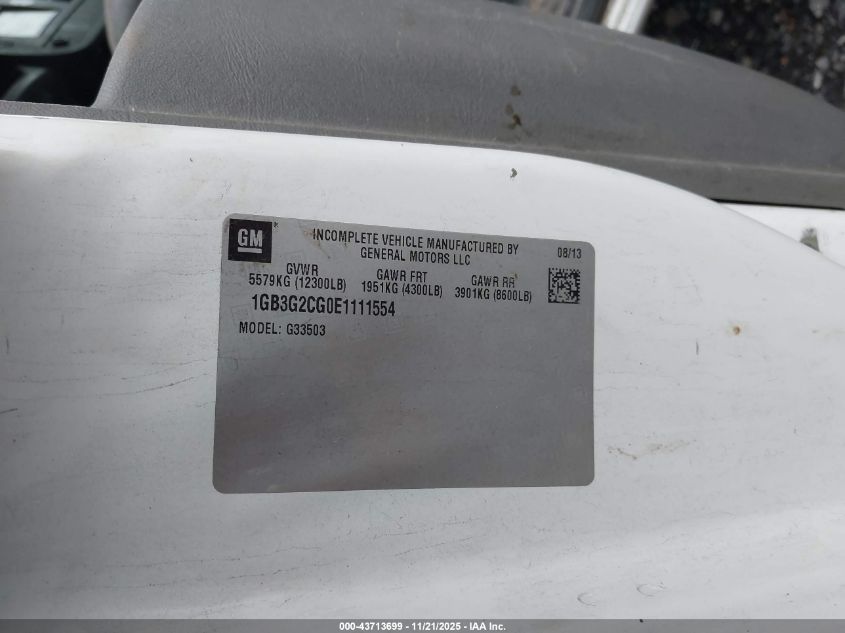 GM
INCOMPLETE VEHICLE MANUFACTURED BY
GENERAL MOTORS LLC
08/13
GVWR
5579KG (12300LB)
GAWR FRT
1951KG (4300LB)
GAWR RR
3901KG (8600LB)
1GB3G2CG0E1111554
MODEL: G33503
000-43713699 - 11/21/2025 - IAA Inc.